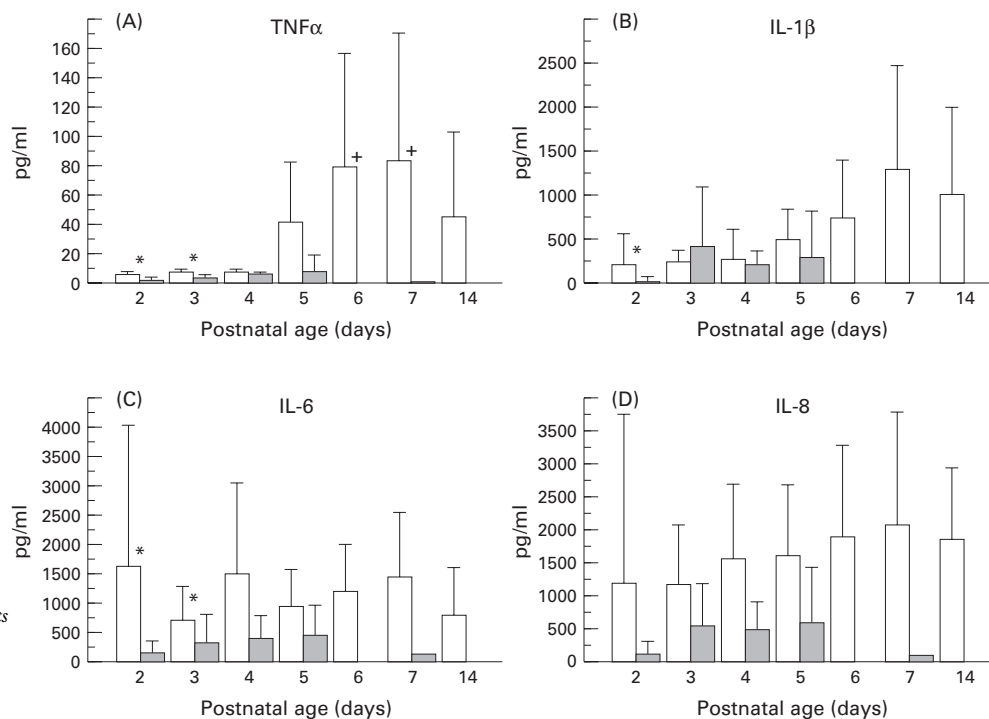 (A) TNFα
160
140
120
100
80
60
40
20
0
pg/ml
* * + +
2 3 4 5 6 7 14
Postnatal age (days)
(B) IL-1β
2500
2000
1500
1000
500
0
pg/ml
*
2 3 4 5 6 7 14
Postnatal age (days)
(C) IL-6
4000
3500
3000
2500
2000
1500
1000
500
0
pg/ml
* *
2 3 4 5 6 7 14
Postnatal age (days)
(D) IL-8
3500
3000
2500
2000
1500
1000
500
0
pg/ml
2 3 4 5 6 7 14
Postnatal age (days)